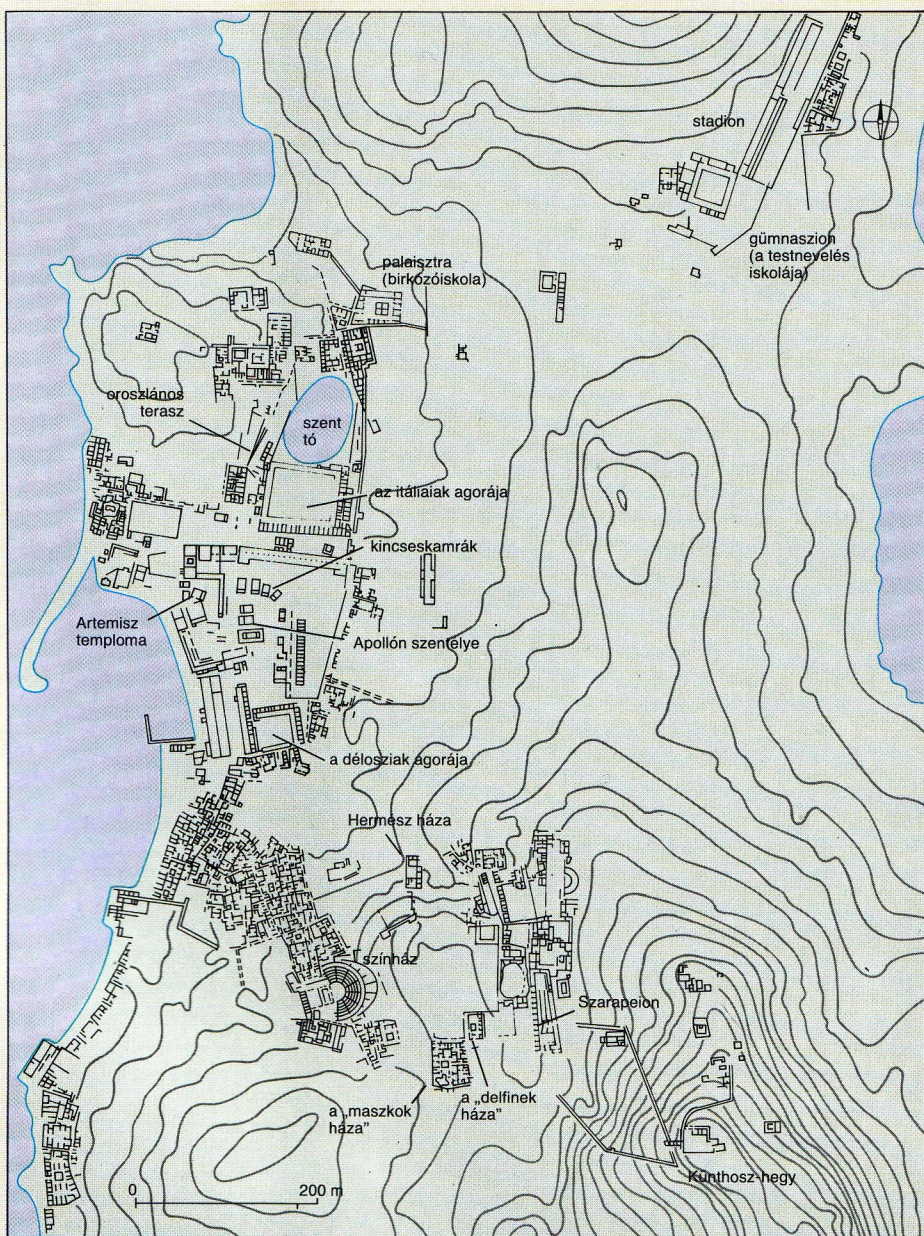 stadion
gümnaszion
(a testnevelés
iskolája)
palaisztra
(birkózóiskola)
oroszlános
terasz
szent
tó
az itáliaiak agorája
kincseskamrák
Artemisz
temploma
Apollón szentélye
a délosziak agorája
Hermész háza
színház
Szarapeion
a „maszkok
háza”
a „delfinek
háza”
Künthosz-hegy
0 200 m